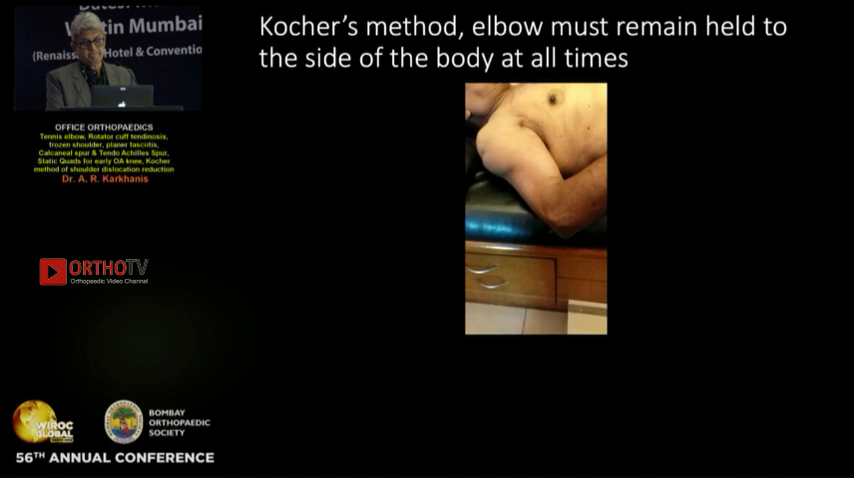 Kocher's method, elbow must remain held to
the side of the body at all times
tin Mumbai
Hotel & Conventio
OFFICE ORTHOPAEDICS
Tennis elbow, Rotator cuff tendinosis,
frozen shoulder, planer fasciitis,
Calcaneal spur & Tendo Achilles Spur,
Static Quads for early OA knee, Kocher
method of shoulder dislocation reduction
Dr. A. R. Karkhanis
ORTHOTV
Orthopaedic Video Channel
WIROC
GLOBAL
BOMBAY
ORTHOPAEDIC
SOCIETY
56TH ANNUAL CONFERENCE